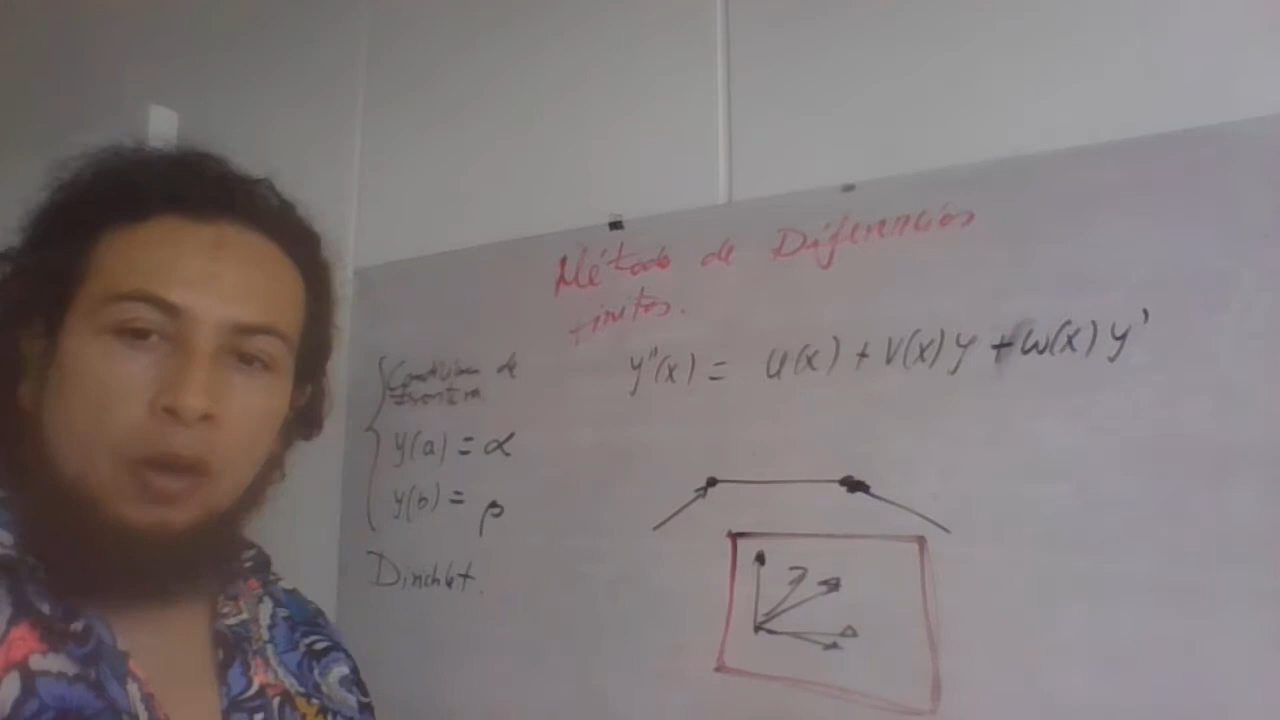 Método de Diferencias
finitas.
y''(x) = u(x) + v(x)y + w(x)y'
Condición de
frontera
y(a) = α
y(b) = β
Dirichlet.